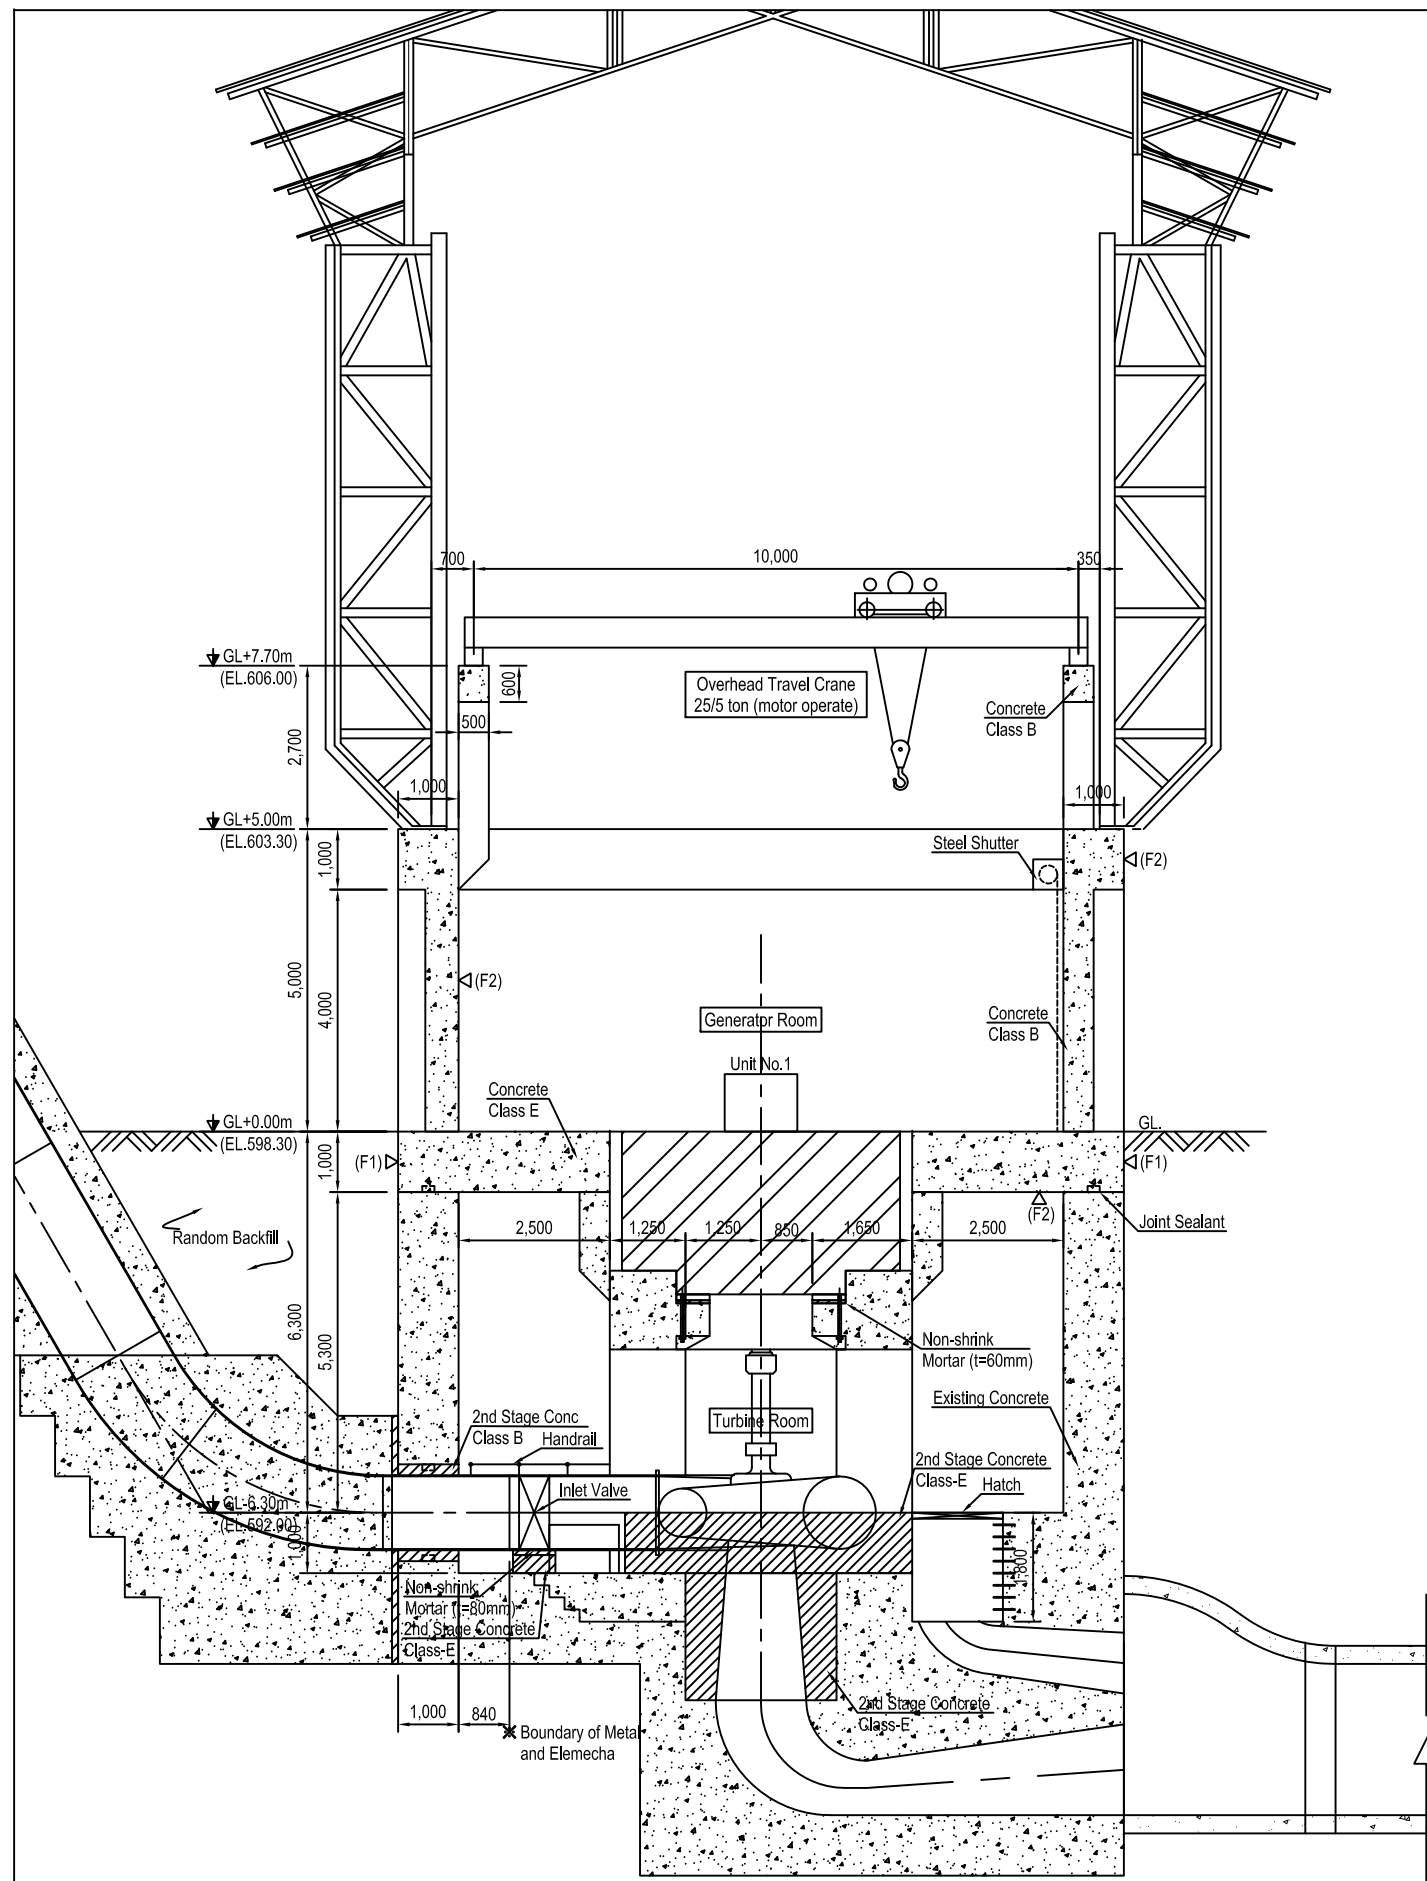 700
10,000
350
GL+7.70m
(EL.606.00)
600
Overhead Travel Crane
25/5 ton (motor operate)
Concrete
Class B
500
2,700
1,000
1,000
GL+5.00m
(EL.603.30)
1,000
Steel Shutter
(F2)
5,000
4,000
(F2)
Generator Room
Concrete
Class B
Unit No.1
Concrete
Class E
GL+0.00m
(EL.598.30)
GL.
1,000
(F1)
(F1)
(F2)
Joint Sealant
2,500
1,250
1,250
850
1,650
2,500
Random Backfill
6,300
5,300
Non-shrink
Mortar (t=60mm)
Existing Concrete
2nd Stage Conc
Class B
Handrail
Turbine Room
2nd Stage Concrete
Class-E
Hatch
Inlet Valve
GL-6.30m
(EL.592.00)
1,000
1,800
Non-shrink
Mortar (t=80mm)
2nd Stage Concrete
Class-E
2nd Stage Concrete
Class-E
1,000
840
Boundary of Metal
and Elemecha